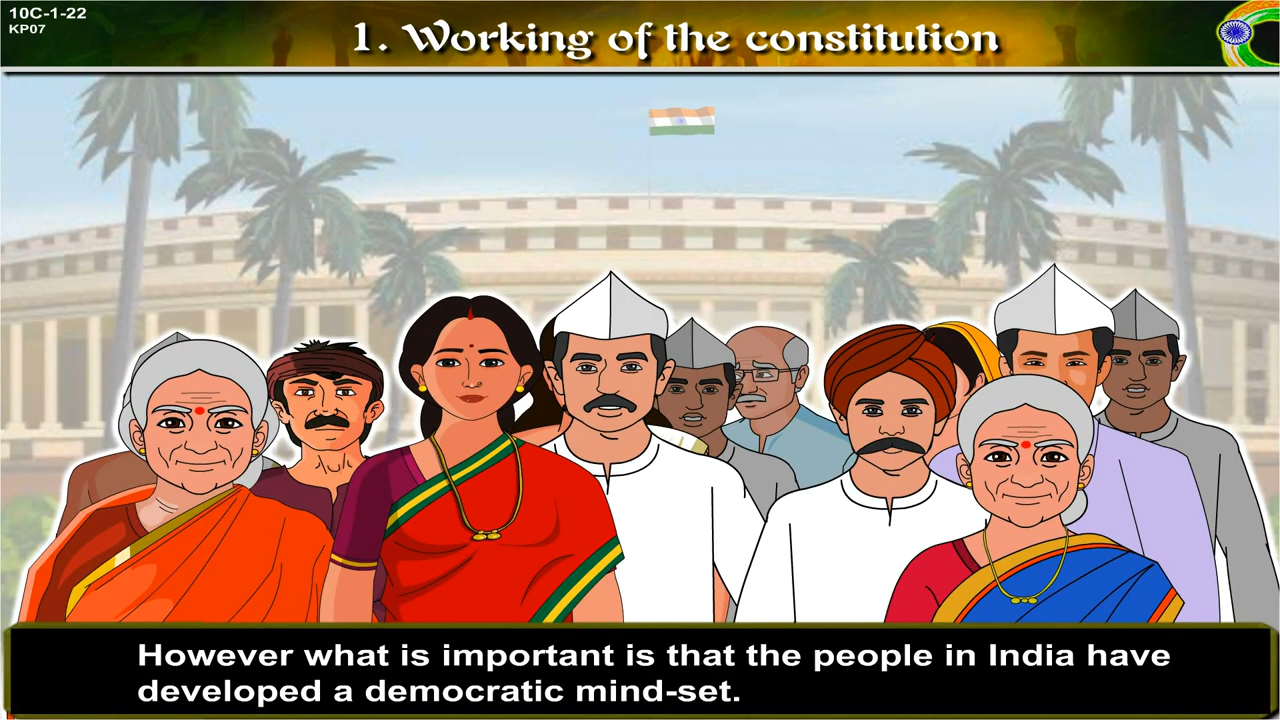 10C-1-22
KP07
1. Working of the constitution
However what is important is that the people in India have
developed a democratic mind-set.